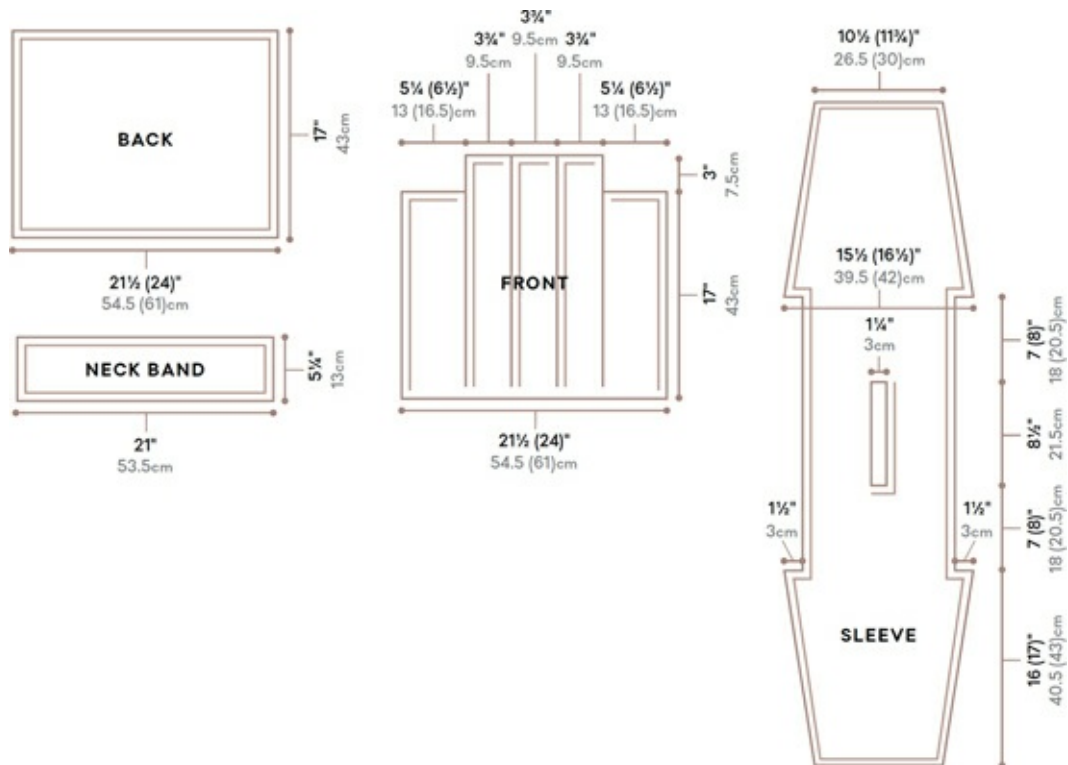 BACK
17"
43cm
21½ (24)"
54.5 (61)cm
NECK BAND
5¼"
13cm
21"
53.5cm
3¾"
9.5cm
3¾"
9.5cm
3¾"
9.5cm
5¼ (6½)"
13 (16.5)cm
5¼ (6½)"
13 (16.5)cm
3"
7.5cm
FRONT
17"
43cm
21½ (24)"
54.5 (61)cm
10½ (11¾)"
26.5 (30)cm
15½ (16½)"
39.5 (42)cm
1¼"
3cm
7 (8)"
18 (20.5)cm
8½"
21.5cm
7 (8)"
18 (20.5)cm
1½"
3cm
1½"
3cm
SLEEVE
16 (17)"
40.5 (43)cm